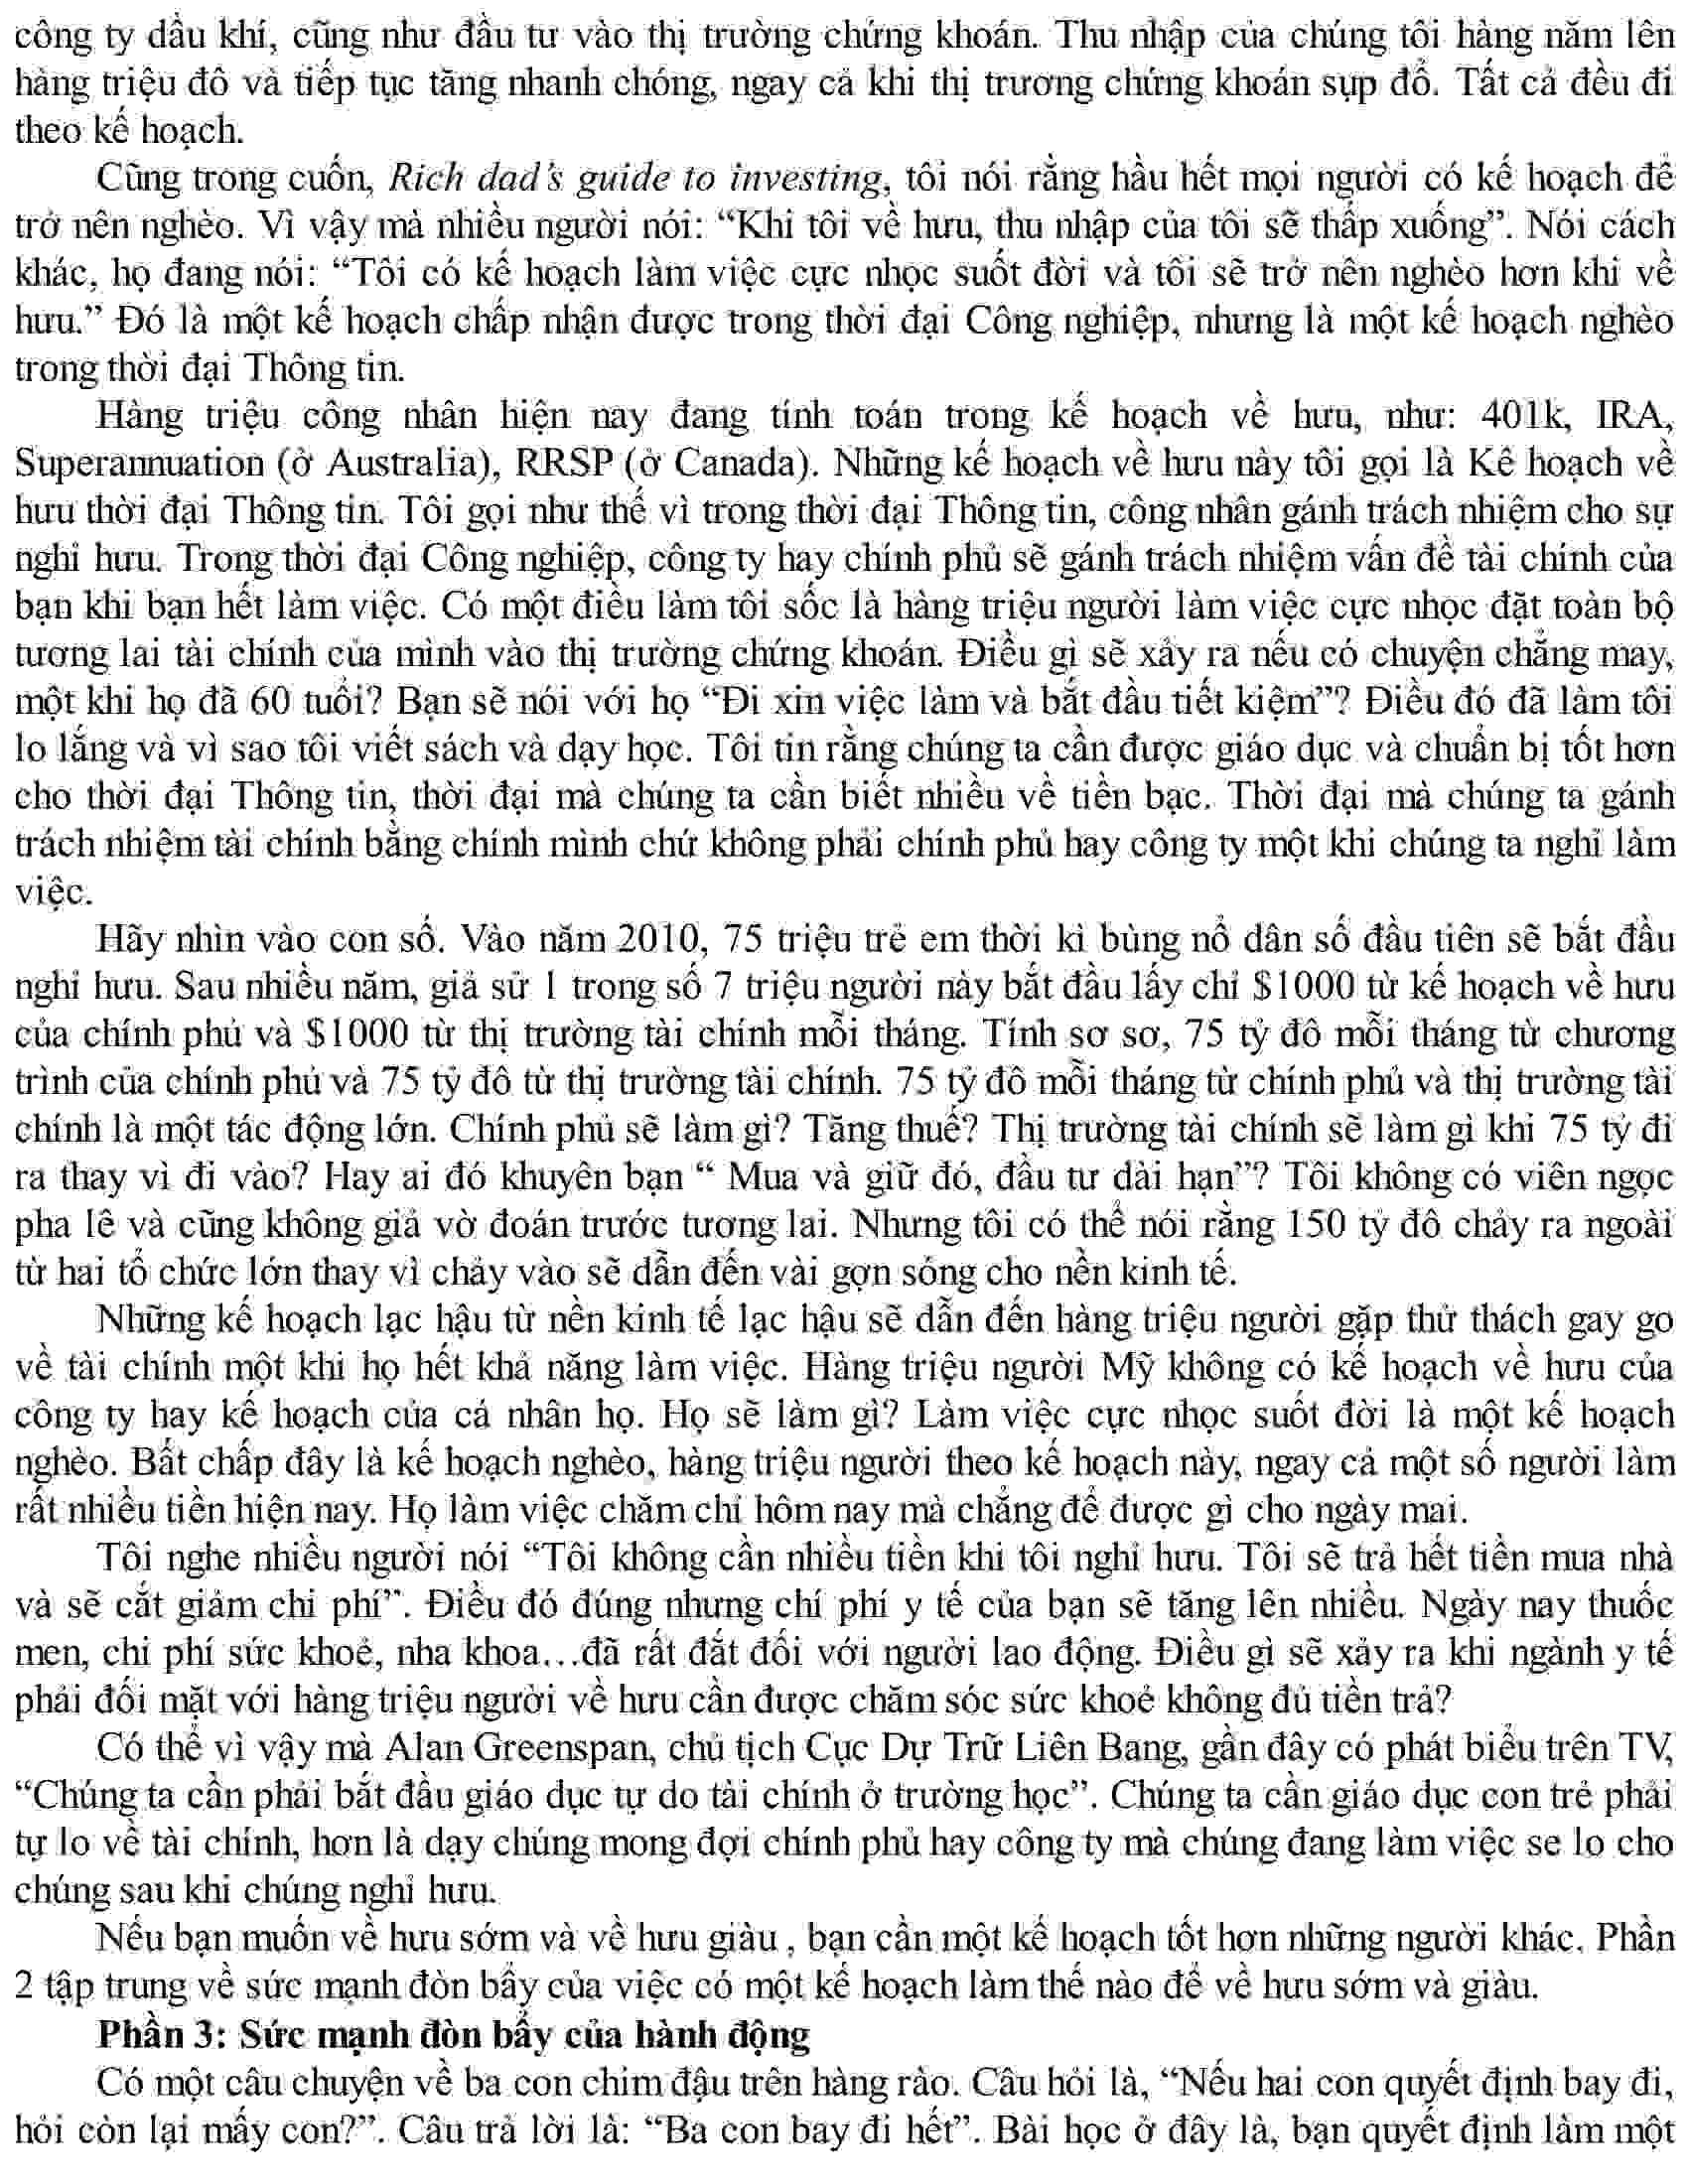 công ty dầu khí, cũng như đầu tư vào thị trường chứng khoán. Thu nhập của chúng tôi hàng năm lên
hàng triệu đô và tiếp tục tăng nhanh chóng, ngay cả khi thị trương chứng khoán sụp đổ. Tất cả đều đi
theo kế hoạch.
Cũng trong cuốn, Rich dad's guide to investing, tôi nói rằng hầu hết mọi người có kế hoạch để
trở nên nghèo. Vì vậy mà nhiều người nói: “Khi tôi về hưu, thu nhập của tôi sẽ thấp xuống”. Nói cách
khác, họ đang nói: “Tôi có kế hoạch làm việc cực nhọc suốt đời và tôi sẽ trở nên nghèo hơn khi về
hưu.” Đó là một kế hoạch chấp nhận được trong thời đại Công nghiệp, nhưng là một kế hoạch nghèo
trong thời đại Thông tin.
Hàng triệu công nhân hiện nay đang tính toán trong kế hoạch về hưu, như: 401k, IRA,
Superannuation (ở Australia), RRSP (ở Canada). Những kế hoạch về hưu này tôi gọi là Kê hoạch về
hưu thời đại Thông tin. Tôi gọi như thế vì trong thời đại Thông tin, công nhân gánh trách nhiệm cho sự
nghỉ hưu. Trong thời đại Công nghiệp, công ty hay chính phủ sẽ gánh trách nhiệm vấn đề tài chính của
bạn khi bạn hết làm việc. Có một điều làm tôi sốc là hàng triệu người làm việc cực nhọc đặt toàn bộ
tương lai tài chính của mình vào thị trường chứng khoán. Điều gì sẽ xảy ra nếu có chuyện chẳng may,
một khi họ đã 60 tuổi? Bạn sẽ nói với họ “Đi xin việc làm và bắt đầu tiết kiệm”? Điều đó đã làm tôi
lo lắng và vì sao tôi viết sách và dạy học. Tôi tin rằng chúng ta cần được giáo dục và chuẩn bị tốt hơn
cho thời đại Thông tin, thời đại mà chúng ta cần biết nhiều về tiền bạc. Thời đại mà chúng ta gánh
trách nhiệm tài chính bằng chính mình chứ không phải chính phủ hay công ty một khi chúng ta nghỉ làm
việc.
Hãy nhìn vào con số. Vào năm 2010, 75 triệu trẻ em thời kì bùng nổ dân số đầu tiên sẽ bắt đầu
nghỉ hưu. Sau nhiều năm, giả sử 1 trong số 7 triệu người này bắt đầu lấy chỉ $1000 từ kế hoạch về hưu
của chính phủ và $1000 từ thị trường tài chính mỗi tháng. Tính sơ sơ, 75 tỷ đô mỗi tháng từ chương
trình của chính phủ và 75 tỷ đô từ thị trường tài chính. 75 tỷ đô mỗi tháng từ chính phủ và thị trường tài
chính là một tác động lớn. Chính phủ sẽ làm gì? Tăng thuế? Thị trường tài chính sẽ làm gì khi 75 tỷ đi
ra thay vì đi vào? Hay ai đó khuyên bạn “ Mua và giữ đó, đầu tư dài hạn”? Tôi không có viên ngọc
pha lê và cũng không giả vờ đoán trước tương lai. Nhưng tôi có thể nói rằng 150 tỷ đô chảy ra ngoài
từ hai tổ chức lớn thay vì chảy vào sẽ dẫn đến vài gợn sóng cho nền kinh tế.
Những kế hoạch lạc hậu từ nền kinh tế lạc hậu sẽ dẫn đến hàng triệu người gặp thử thách gay go
về tài chính một khi họ hết khả năng làm việc. Hàng triệu người Mỹ không có kế hoạch về hưu của
công ty hay kế hoạch của cá nhân họ. Họ sẽ làm gì? Làm việc cực nhọc suốt đời là một kế hoạch
nghèo. Bất chấp đây là kế hoạch nghèo, hàng triệu người theo kế hoạch này, ngay cả một số người làm
rất nhiều tiền hiện nay. Họ làm việc chăm chỉ hôm nay mà chẳng để được gì cho ngày mai.
Tôi nghe nhiều người nói “Tôi không cần nhiều tiền khi tôi nghỉ hưu. Tôi sẽ trả hết tiền mua nhà
và sẽ cắt giảm chi phí”. Điều đó đúng nhưng chí phí y tế của bạn sẽ tăng lên nhiều. Ngày nay thuốc
men, chi phí sức khoẻ, nha khoa…đã rất đắt đối với người lao động. Điều gì sẽ xảy ra khi ngành y tế
phải đối mặt với hàng triệu người về hưu cần được chăm sóc sức khoẻ không đủ tiền trả?
Có thể vì vậy mà Alan Greenspan, chủ tịch Cục Dự Trữ Liên Bang, gần đây có phát biểu trên TV,
“Chúng ta cần phải bắt đầu giáo dục tự do tài chính ở trường học”. Chúng ta cần giáo dục con trẻ phải
tự lo về tài chính, hơn là dạy chúng mong đợi chính phủ hay công ty mà chúng đang làm việc se lo cho
chúng sau khi chúng nghỉ hưu.
Nếu bạn muốn về hưu sớm và về hưu giàu , bạn cần một kế hoạch tốt hơn những người khác. Phần
2 tập trung về sức mạnh đòn bẩy của việc có một kế hoạch làm thế nào để về hưu sớm và giàu.
Phần 3: Sức mạnh đòn bẩy của hành động
Có một câu chuyện về ba con chim đậu trên hàng rào. Câu hỏi là, “Nếu hai con quyết định bay đi,
hỏi còn lại mấy con?”. Câu trả lời là: “Ba con bay đi hết”. Bài học ở đây là, bạn quyết định làm một